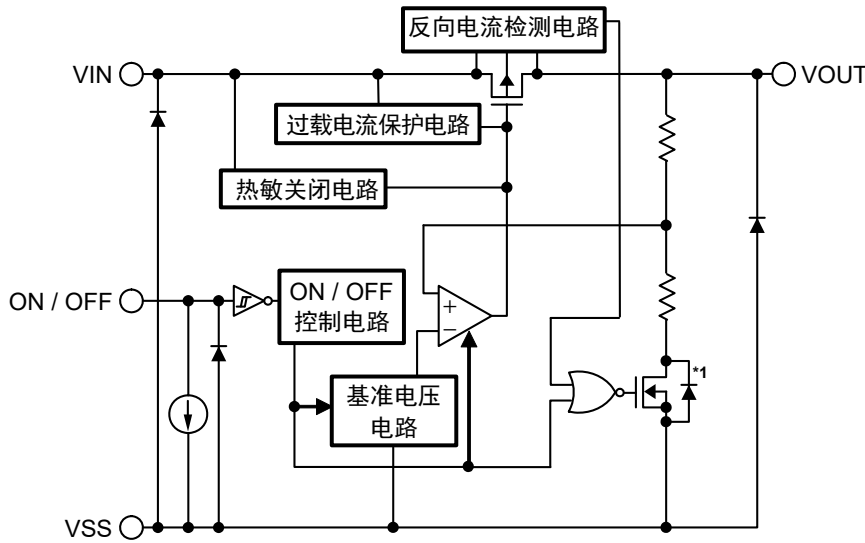 反向电流检测电路
VIN
VOUT
过载电流保护电路
热敏关闭电路
ON / OFF
ON / OFF
控制电路
+
−
*1
基准电压
电路
VSS